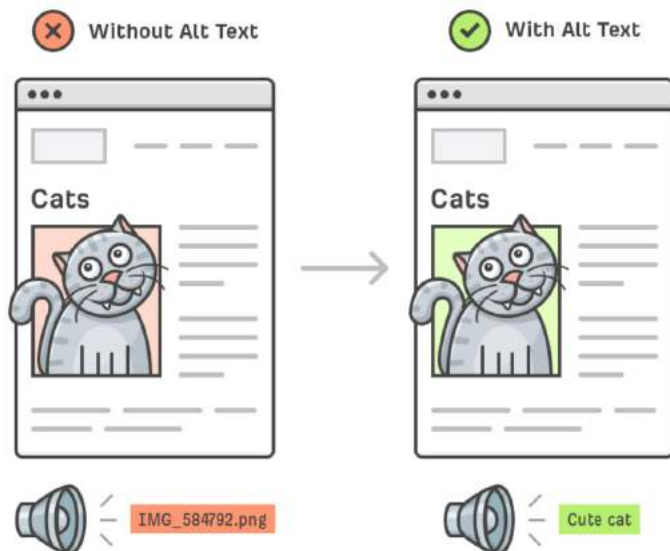 Without Alt Text
With Alt Text
Cats
Cats
IMG_584792.png
Cute cat